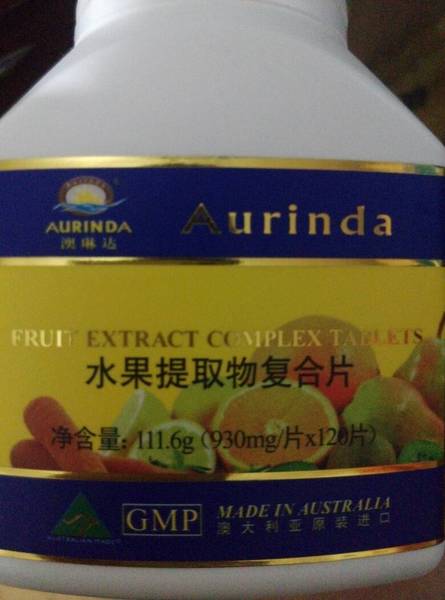 AURINDA
澳琳达
Aurinda
FRUIT EXTRACT COMPLEX TABLETS
水果提取物复合片
净含量: 111.6g (930mg/片x120片)
AUSTRALIAN MADE
GMP
MADE IN AUSTRALIA
澳大利亚原装进口